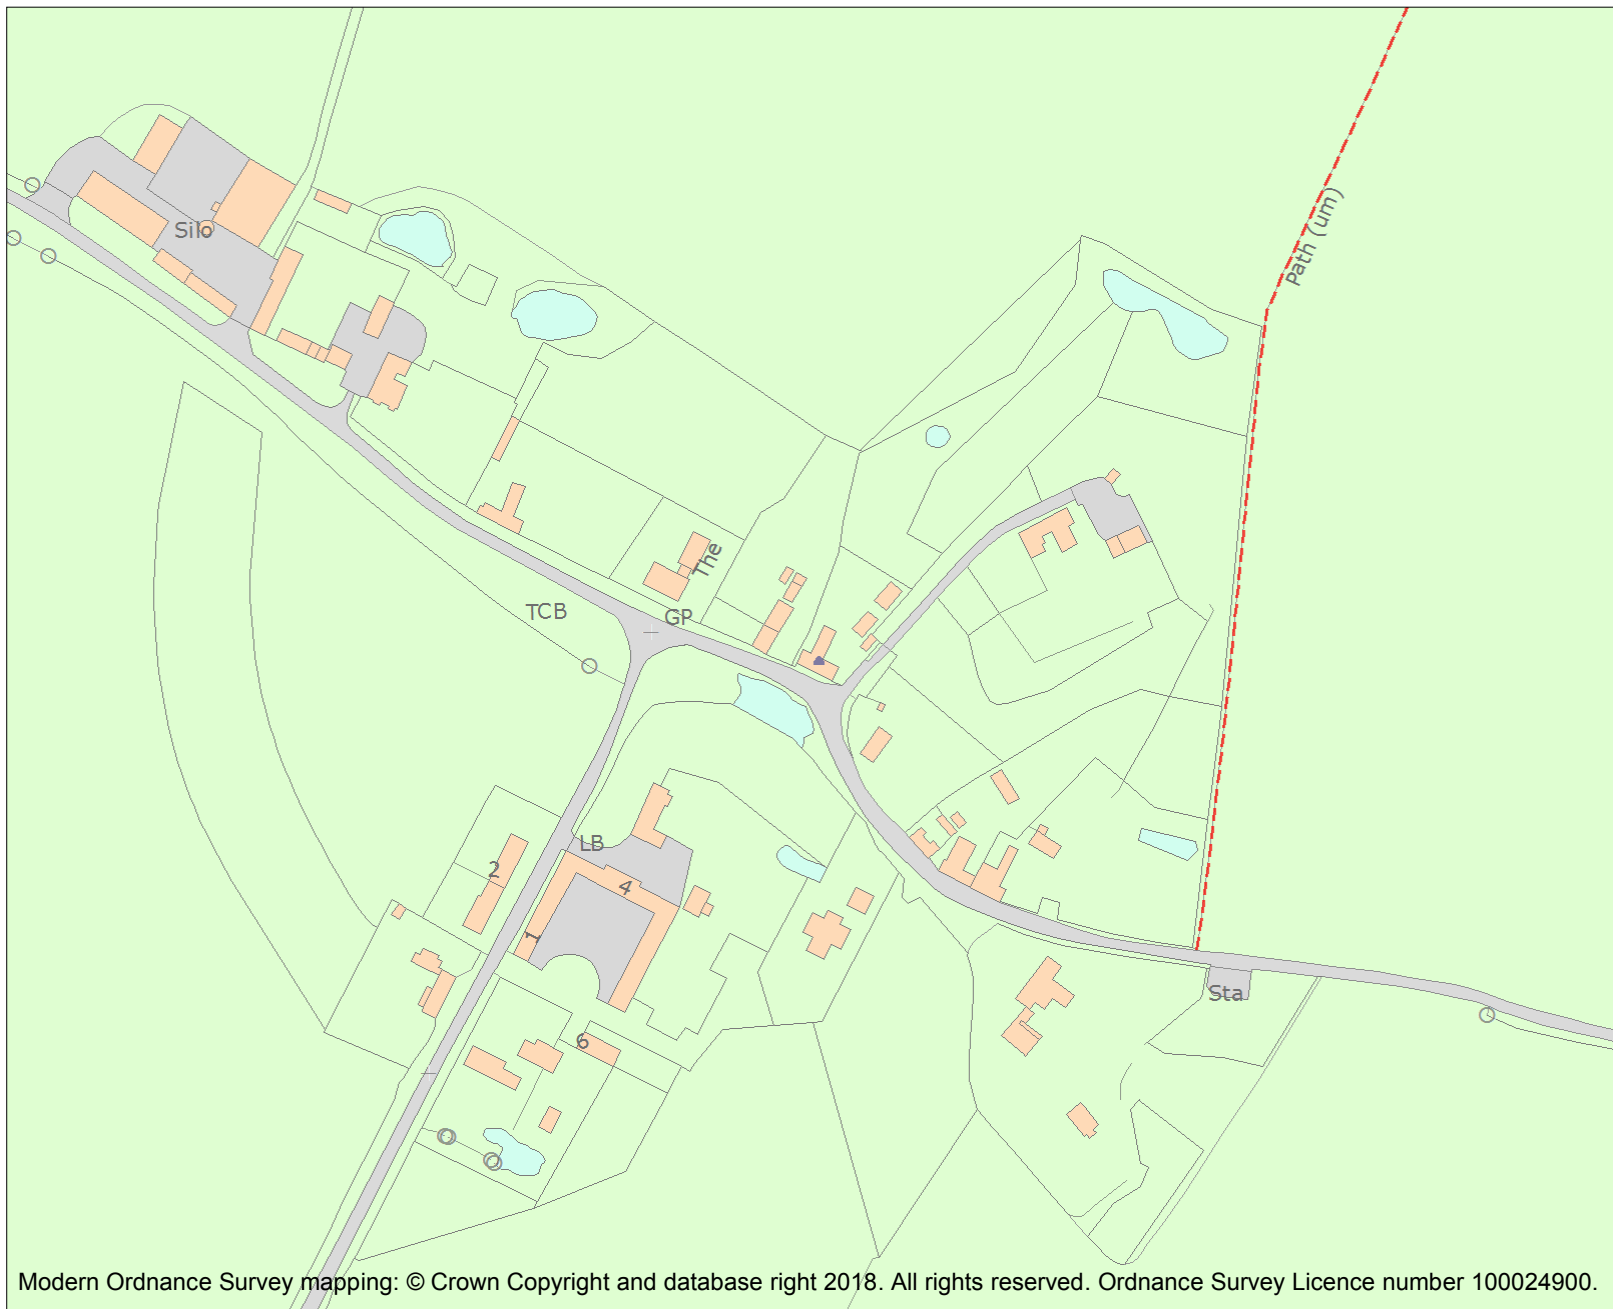 Silo
Path (um)
The
TCB
GP
LB
2
4
1
Sta
6
Modern Ordnance Survey mapping: © Crown Copyright and database right 2018. All rights reserved. Ordnance Survey Licence number 100024900.